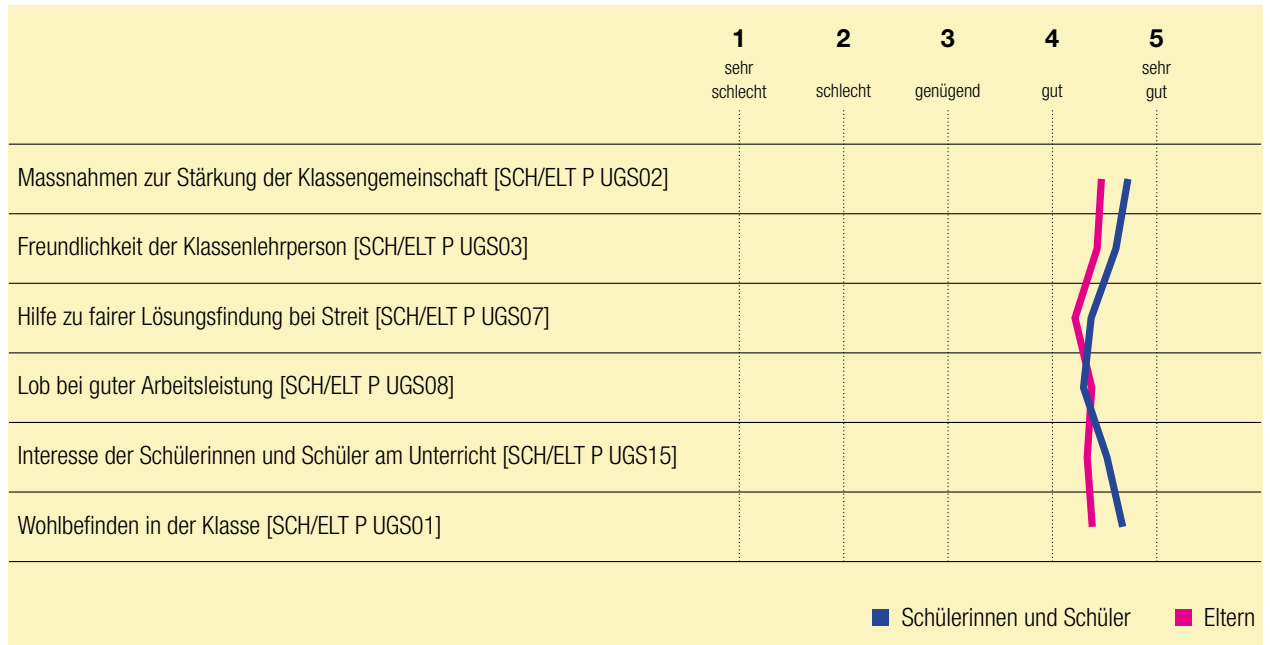 1 2 3 4 5
sehr schlecht schlecht genügend gut sehr gut
Massnahmen zur Stärkung der Klassengemeinschaft [SCH/ELT P UGS02]
Freundlichkeit der Klassenlehrperson [SCH/ELT P UGS03]
Hilfe zu fairer Lösungsfindung bei Streit [SCH/ELT P UGS07]
Lob bei guter Arbeitsleistung [SCH/ELT P UGS08]
Interesse der Schülerinnen und Schüler am Unterricht [SCH/ELT P UGS15]
Wohlbefinden in der Klasse [SCH/ELT P UGS01]
Schülerinnen und Schüler Eltern